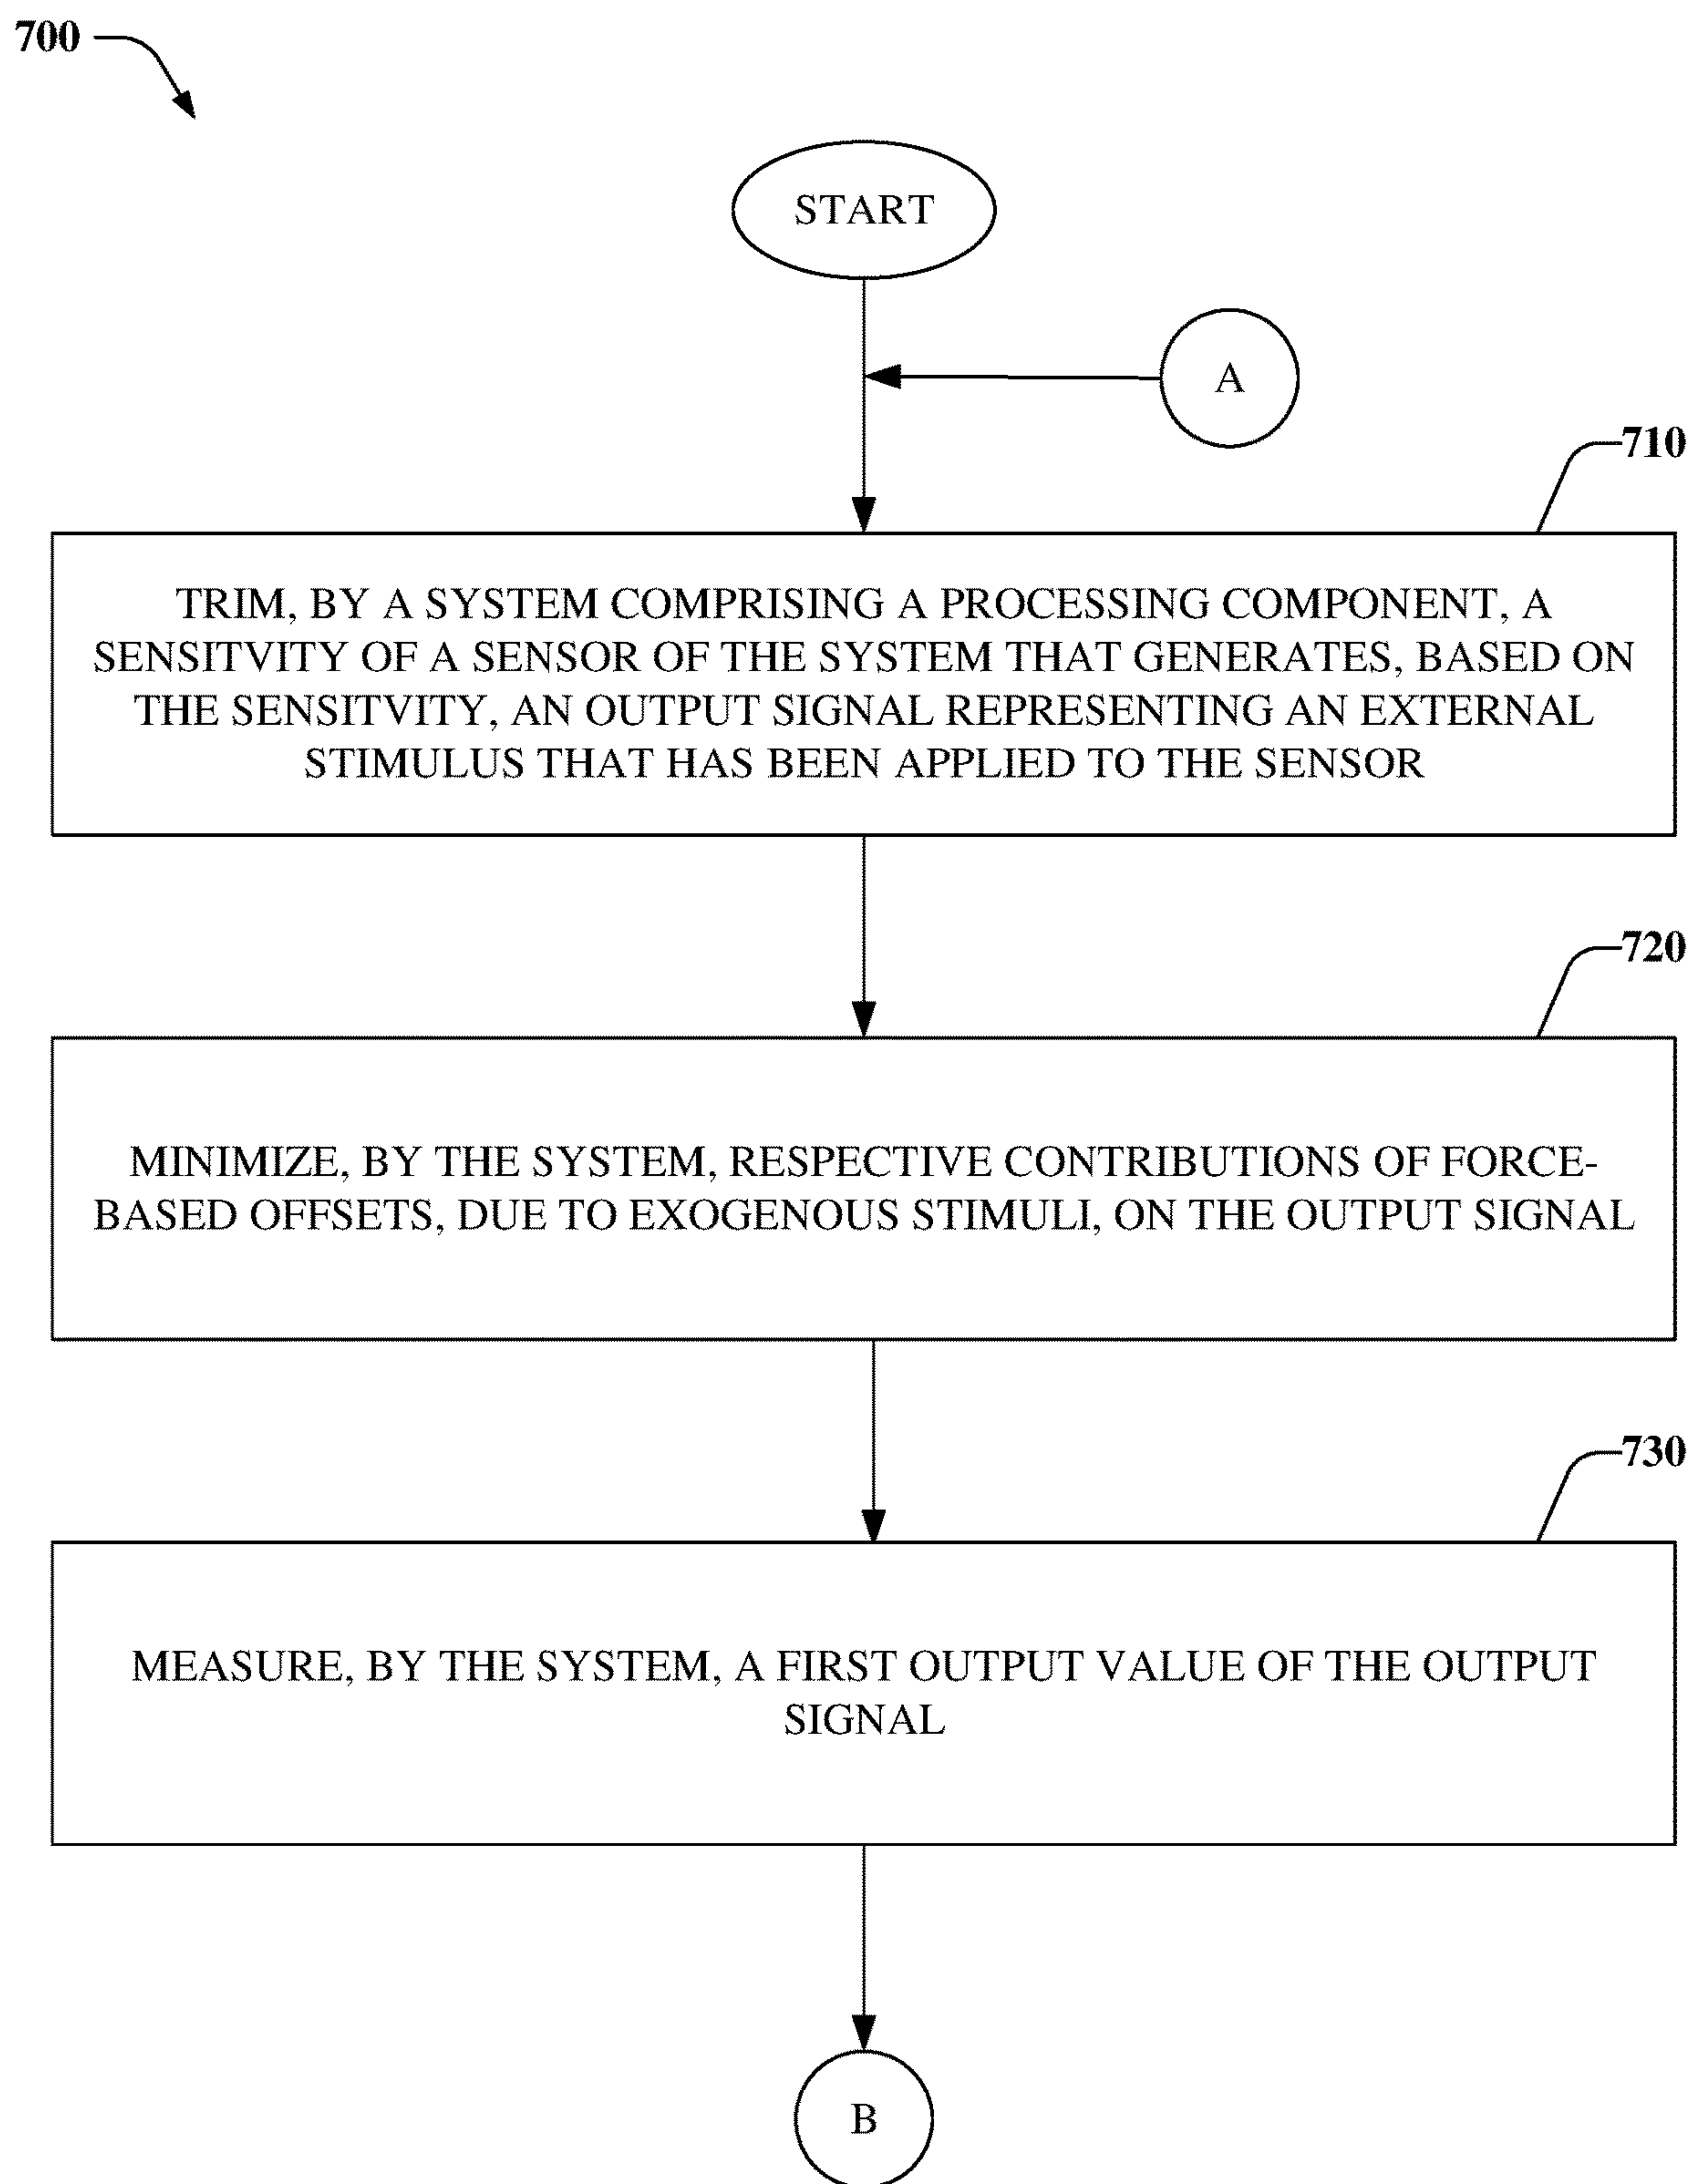 700
START
A
710
TRIM, BY A SYSTEM COMPRISING A PROCESSING COMPONENT, A
SENSITVITY OF A SENSOR OF THE SYSTEM THAT GENERATES, BASED ON
THE SENSITVITY, AN OUTPUT SIGNAL REPRESENTING AN EXTERNAL
STIMULUS THAT HAS BEEN APPLIED TO THE SENSOR
720
MINIMIZE, BY THE SYSTEM, RESPECTIVE CONTRIBUTIONS OF FORCE-
BASED OFFSETS, DUE TO EXOGENOUS STIMULI, ON THE OUTPUT SIGNAL
730
MEASURE, BY THE SYSTEM, A FIRST OUTPUT VALUE OF THE OUTPUT
SIGNAL
B